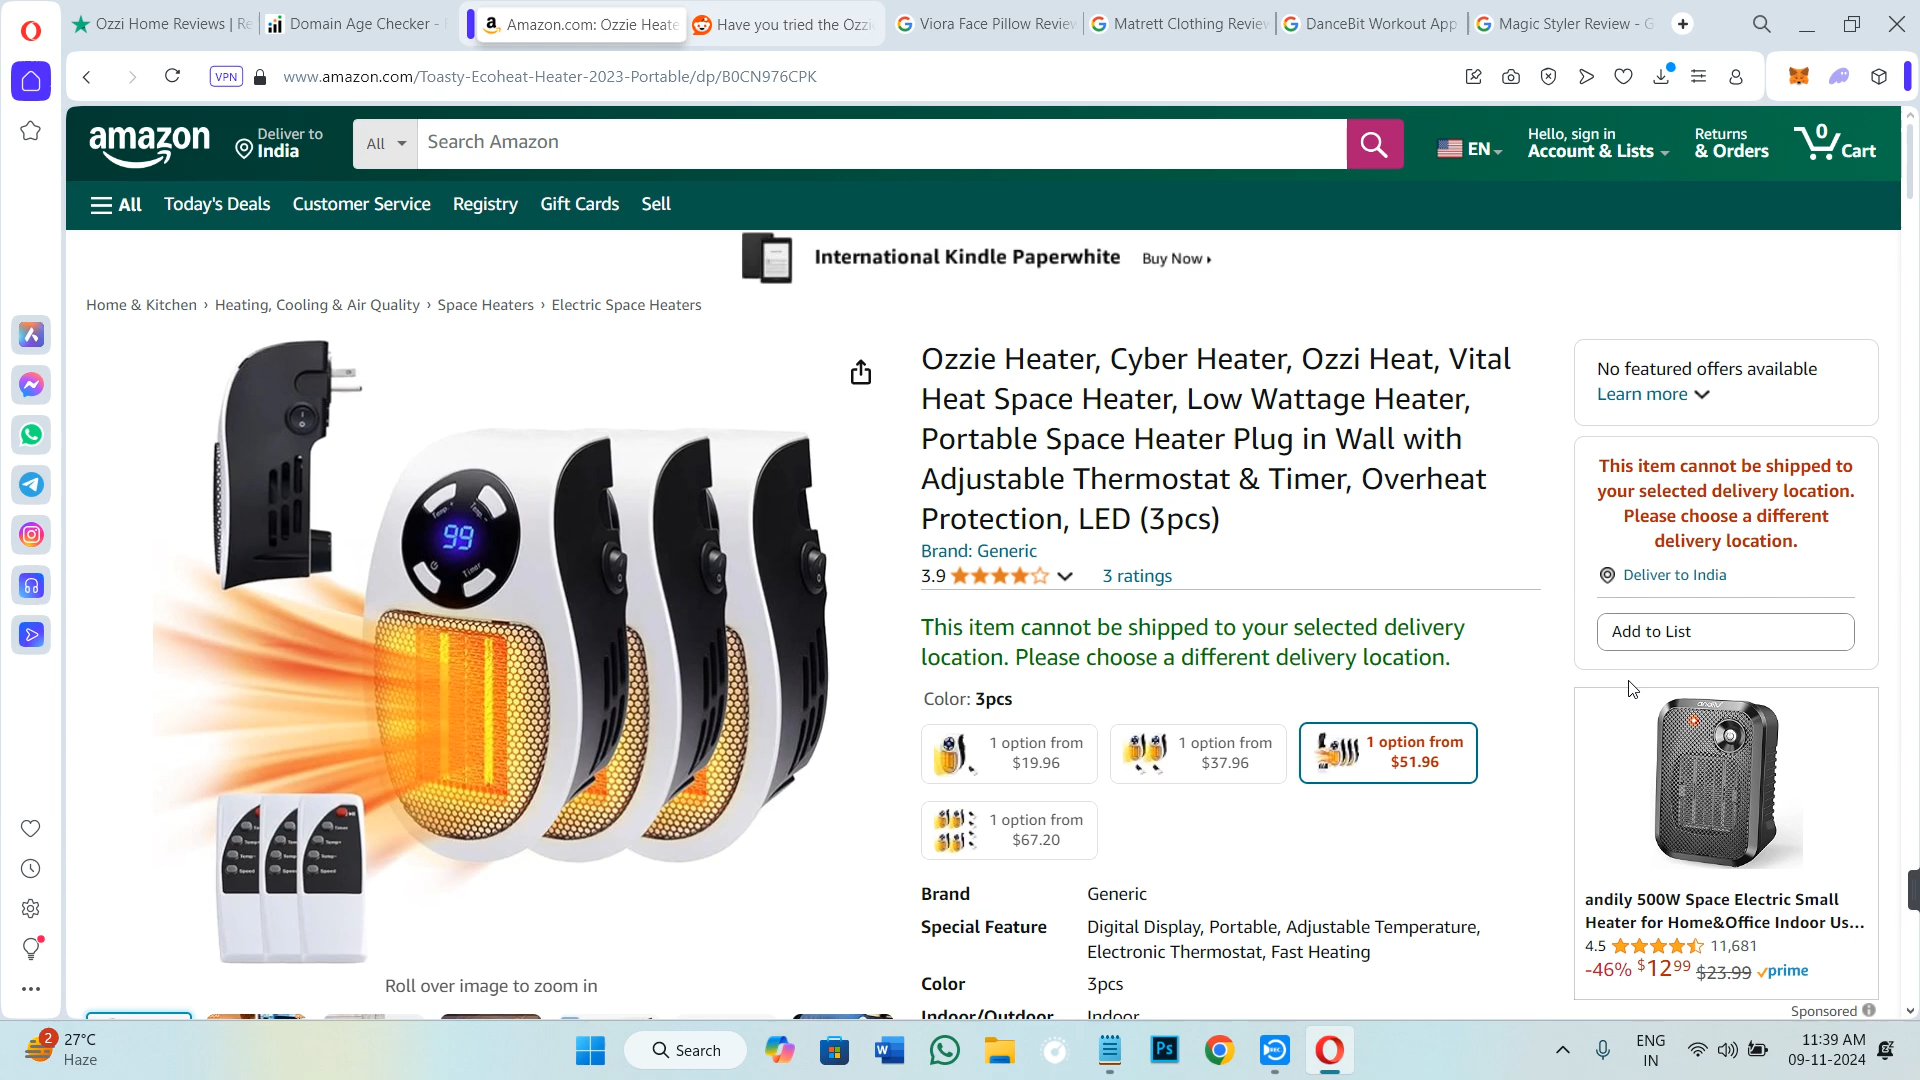 Ozzi Home Reviews | Re
Domain Age Checker -
Amazon.com: Ozzie Heate
Have you tried the Ozzi
Viora Face Pillow Review
Matrett Clothing Review
DanceBit Workout App
Magic Styler Review - G
VPN
www.amazon.com/Toasty-Ecoheat-Heater-2023-Portable/dp/B0CN976CPK
amazon
Deliver to
India
All
Search Amazon
EN
Hello, sign in
Account & Lists
Returns
& Orders
0
Cart
All
Today's Deals
Customer Service
Registry
Gift Cards
Sell
International Kindle Paperwhite
Buy Now
Home & Kitchen › Heating, Cooling & Air Quality › Space Heaters › Electric Space Heaters
99
Timer
Ozzie Heater, Cyber Heater, Ozzi Heat, Vital
Heat Space Heater, Low Wattage Heater,
Portable Space Heater Plug in Wall with
Adjustable Thermostat & Timer, Overheat
Protection, LED (3pcs)
Brand: Generic
3.9
3 ratings
This item cannot be shipped to your selected delivery
location. Please choose a different delivery location.
Color: 3pcs
1 option from
$19.96
1 option from
$37.96
1 option from
$51.96
1 option from
$67.20
Brand
Generic
Special Feature
Digital Display, Portable, Adjustable Temperature,
Electronic Thermostat, Fast Heating
Color
3pcs
Indoor/Outdoor
Indoor
Roll over image to zoom in
No featured offers available
Learn more
This item cannot be shipped to
your selected delivery location.
Please choose a different
delivery location.
Deliver to India
Add to List
andily 500W Space Electric Small
Heater for Home&Office Indoor Us...
4.5
11,681
-46% $1299 $23.99 prime
Sponsored
2
27°C
Haze
Search
ENG
IN
11:39 AM
09-11-2024